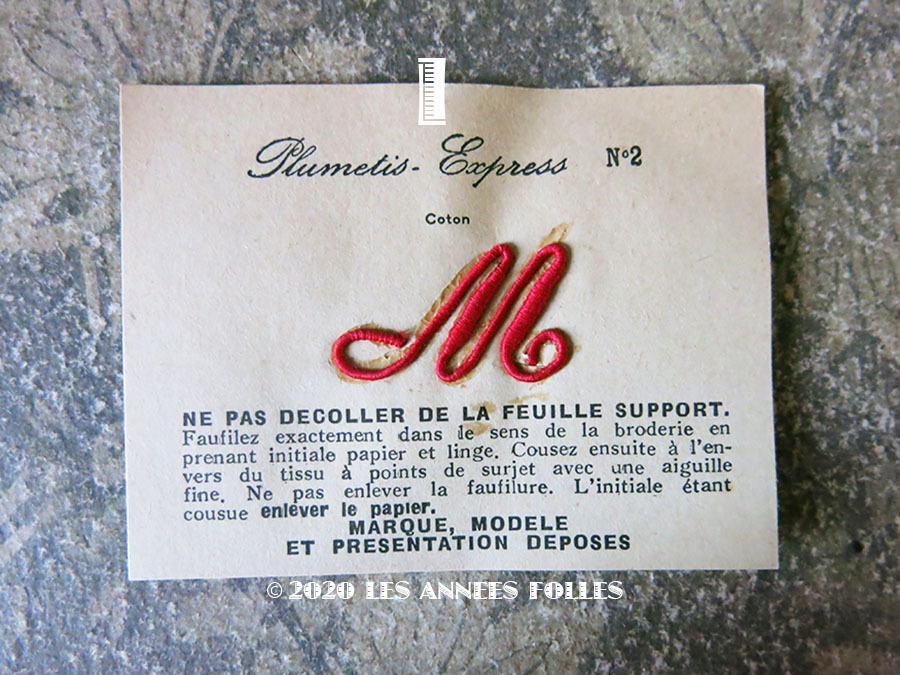 Plumetis-Express N°2
Coton
M
NE PAS DECOLLER DE LA FEUILLE SUPPORT.
Faufilez exactement dans le sens de la broderie en
prenant initiale papier et linge. Cousez ensuite à l'en-
vers du tissu à points de surjet avec une aiguille
fine. Ne pas enlever la faufilure. L'initiale étant
cousue enlever le papier.
MARQUE, MODELE
ET PRESENTATION DEPOSES
© 2020 LES ANNEES FOLLES